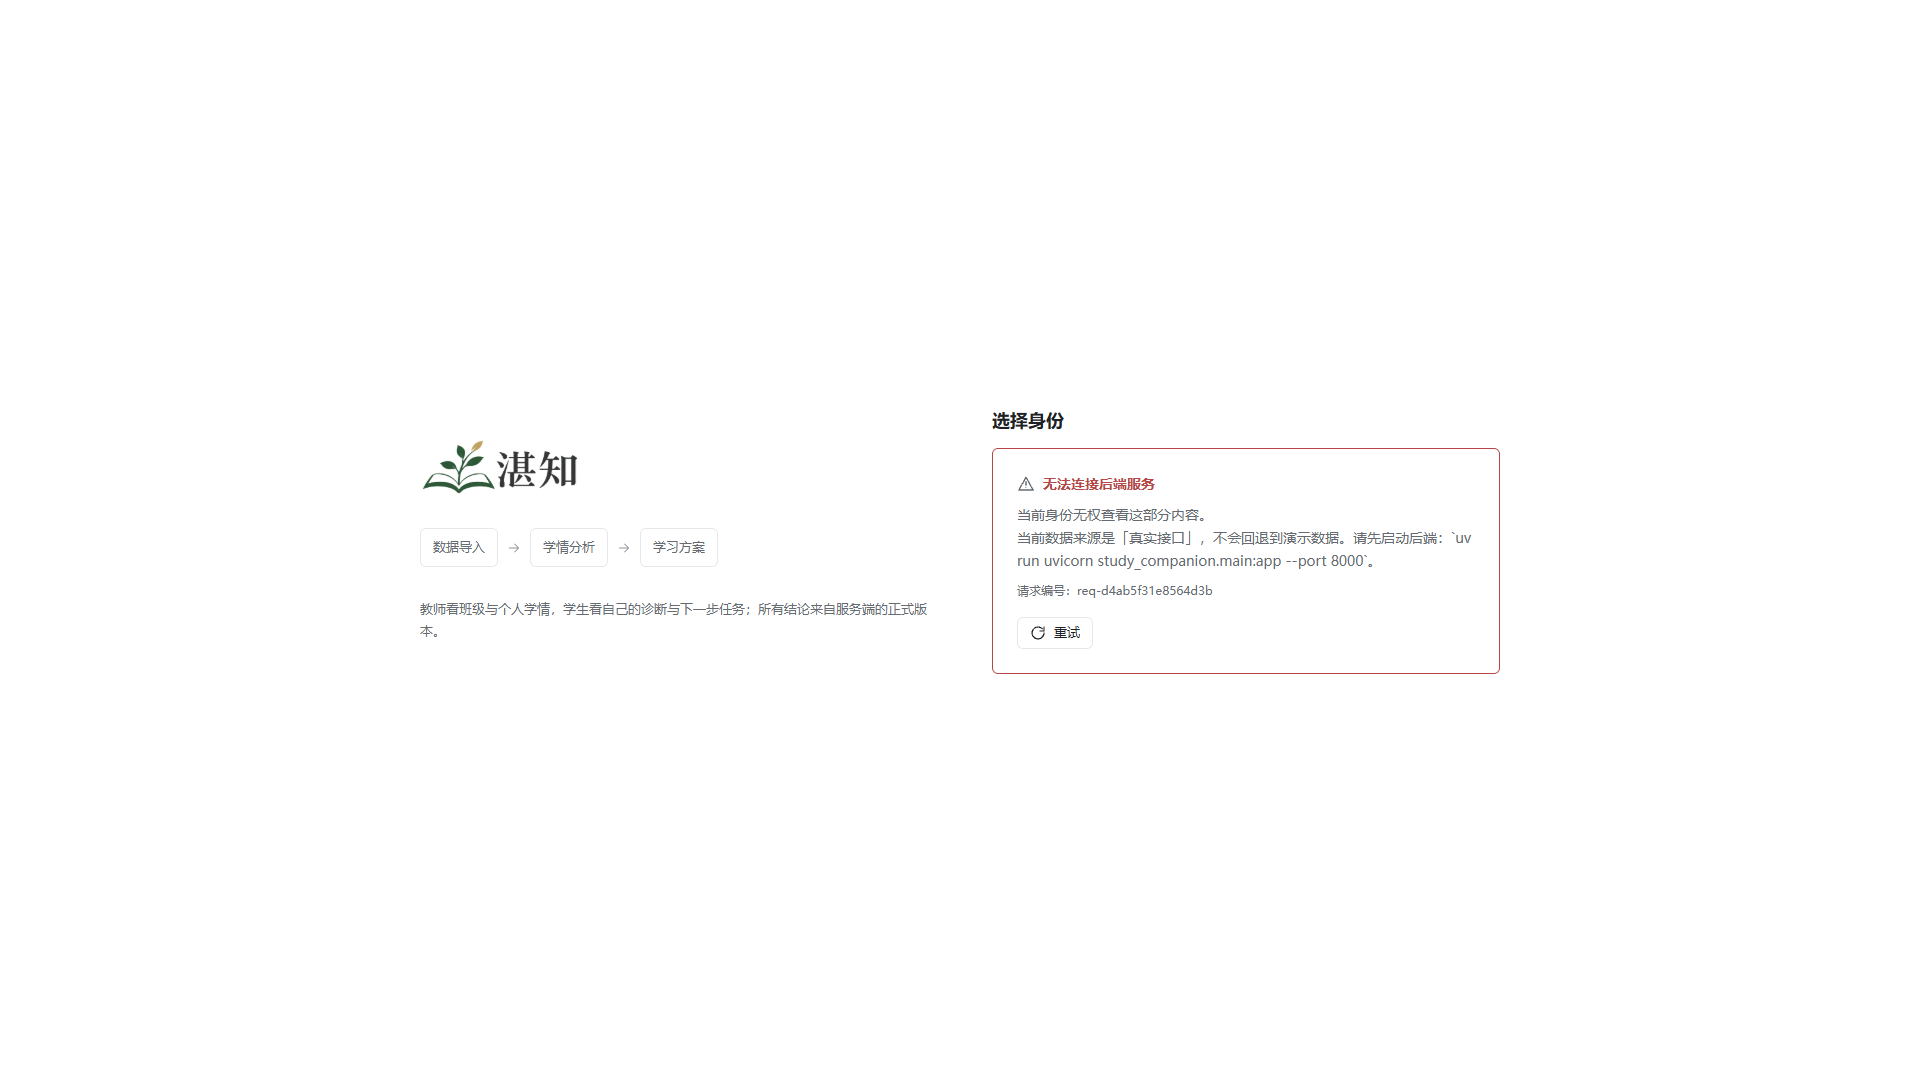 湛知
数据导入
学情分析
学习方案
教师看班级与个人学情，学生看自己的诊断与下一步任务；所有结论来自服务端的正式版
本。
选择身份
无法连接后端服务
当前身份无权查看这部分内容。
当前数据来源是「真实接口」，不会回退到演示数据。请先启动后端：`uv
run uvicorn study_companion.main:app --port 8000`。
请求编号：req-d4ab5f31e8564d3b
重试